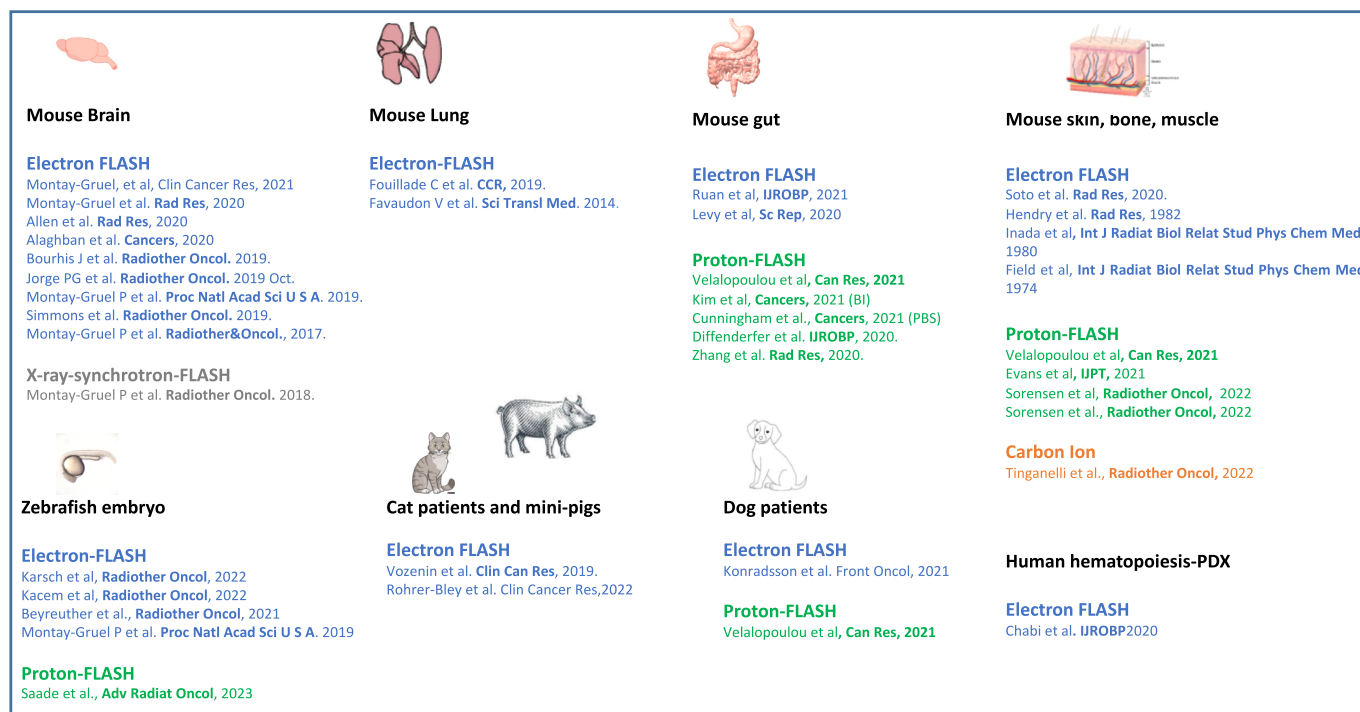 Mouse Brain
Electron FLASH
Montay-Gruel, et al, Clin Cancer Res, 2021
Montay-Gruel et al. Rad Res, 2020
Allen et al. Rad Res, 2020
Alaghban et al. Cancers, 2020
Bourhis J et al. Radiother Oncol. 2019.
Jorge PG et al. Radiother Oncol. 2019 Oct.
Montay-Gruel P et al. Proc Natl Acad Sci U S A. 2019.
Simmons et al. Radiother Oncol. 2019.
Montay-Gruel P et al. Radiother&Oncol., 2017.
X-ray-synchrotron-FLASH
Montay-Gruel P et al. Radiother Oncol. 2018.
Mouse Lung
Electron-FLASH
Fouillade C et al. CCR, 2019.
Favaudon V et al. Sci Transl Med. 2014.
Mouse gut
Electron FLASH
Ruan et al, IJROBP, 2021
Levy et al, Sc Rep, 2020
Proton-FLASH
Velalopoulou et al, Can Res, 2021
Kim et al, Cancers, 2021 (BI)
Cunningham et al., Cancers, 2021 (PBS)
Diffenderfer et al. IJROBP, 2020.
Zhang et al. Rad Res, 2020.
Mouse skin, bone, muscle
Electron FLASH
Soto et al. Rad Res, 2020.
Hendry et al. Rad Res, 1982
Inada et al, Int J Radiat Biol Relat Stud Phys Chem Med
1980
Field et al, Int J Radiat Biol Relat Stud Phys Chem Med
1974
Proton-FLASH
Velalopoulou et al, Can Res, 2021
Evans et al, IJPT, 2021
Sorensen et al, Radiother Oncol, 2022
Sorensen et al., Radiother Oncol, 2022
Carbon Ion
Tinganelli et al., Radiother Oncol, 2022
Zebrafish embryo
Electron-FLASH
Karsch et al, Radiother Oncol, 2022
Kacem et al, Radiother Oncol, 2022
Beyreuther et al., Radiother Oncol, 2021
Montay-Gruel P et al. Proc Natl Acad Sci U S A. 2019
Proton-FLASH
Saade et al., Adv Radiat Oncol, 2023
Cat patients and mini-pigs
Electron FLASH
Vozenin et al. Clin Can Res, 2019.
Rohrer-Bley et al. Clin Cancer Res,2022
Dog patients
Electron FLASH
Konradsson et al. Front Oncol, 2021
Proton-FLASH
Velalopoulou et al, Can Res, 2021
Human hematopoiesis-PDX
Electron FLASH
Chabi et al. IJROBP2020